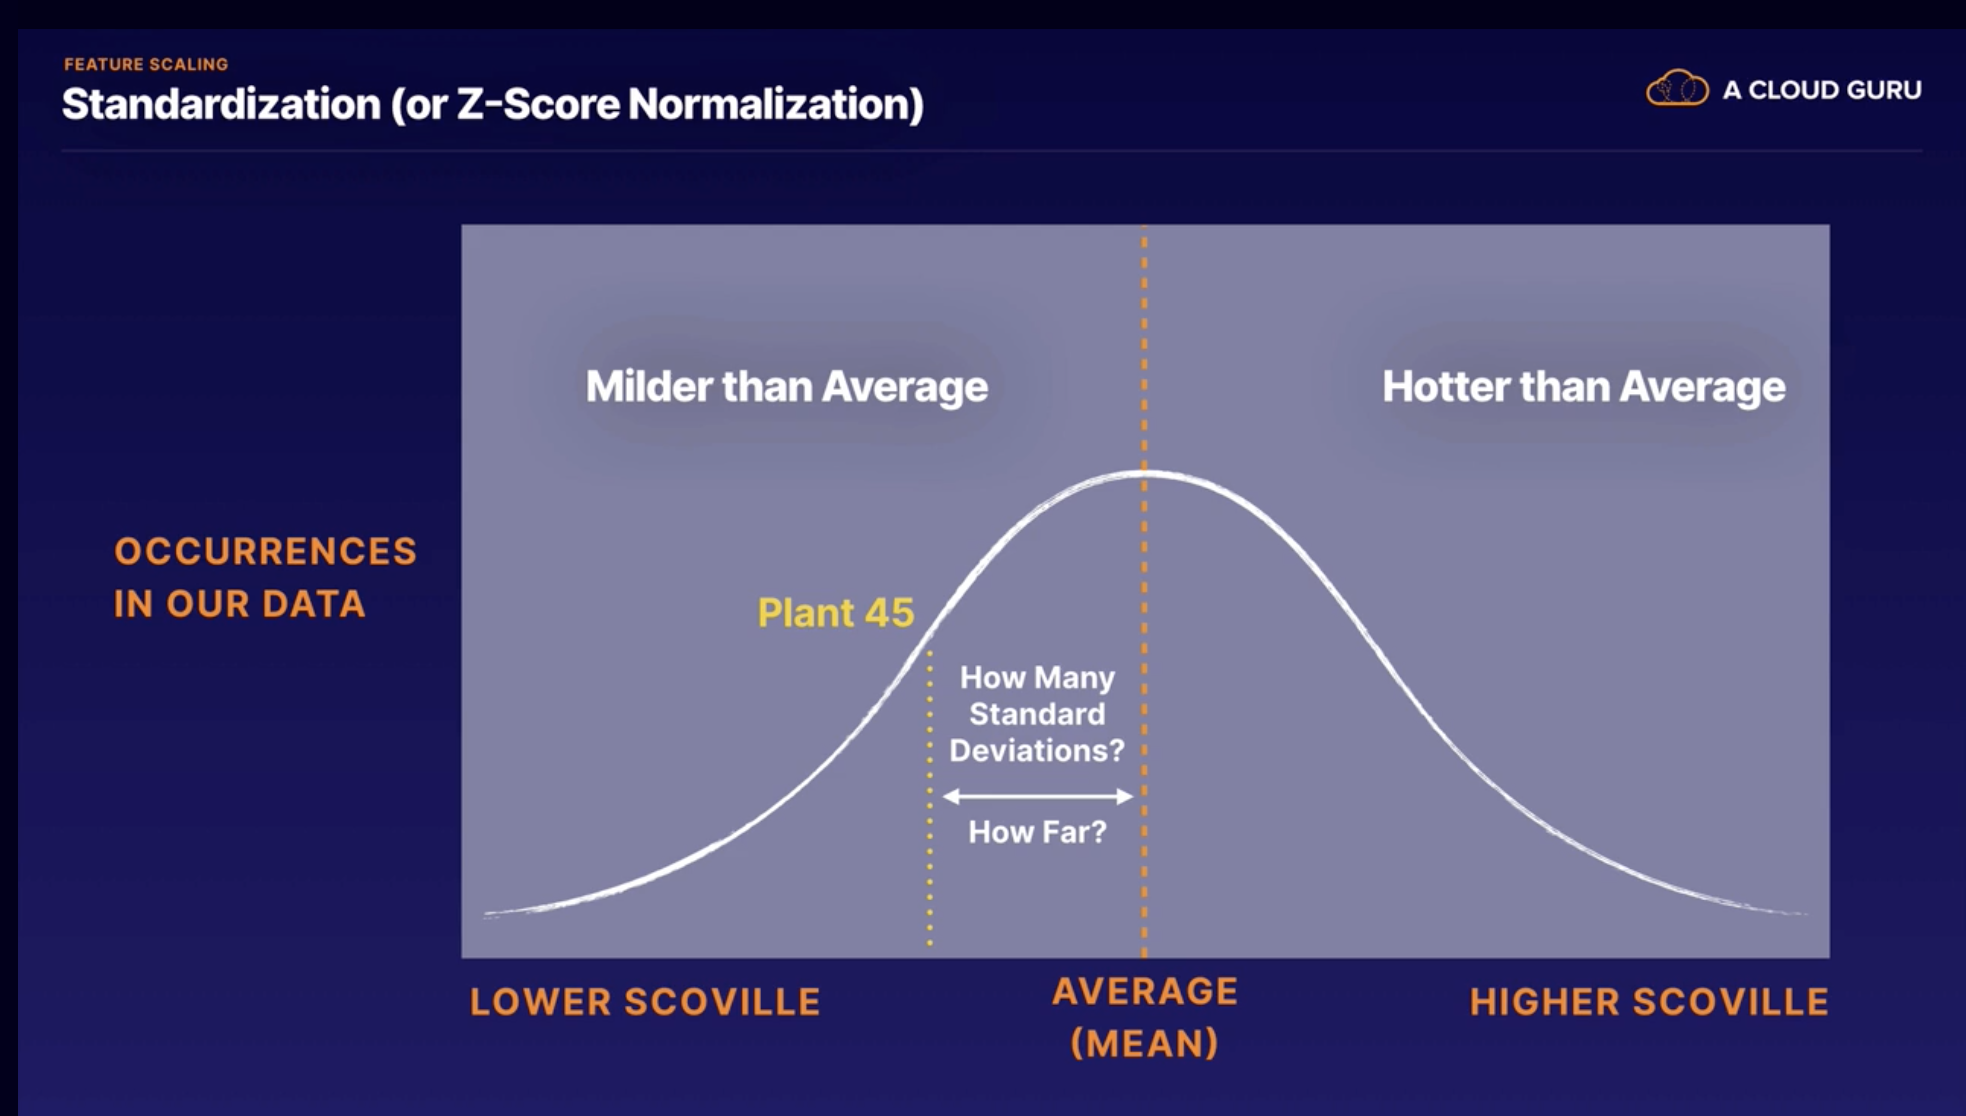 FEATURE SCALING
Standardization (or Z-Score Normalization)
A CLOUD GURU
Milder than Average
Hotter than Average
OCCURRENCES
IN OUR DATA
Plant 45
How Many
Standard
Deviations?
How Far?
LOWER SCOVILLE
AVERAGE
(MEAN)
HIGHER SCOVILLE